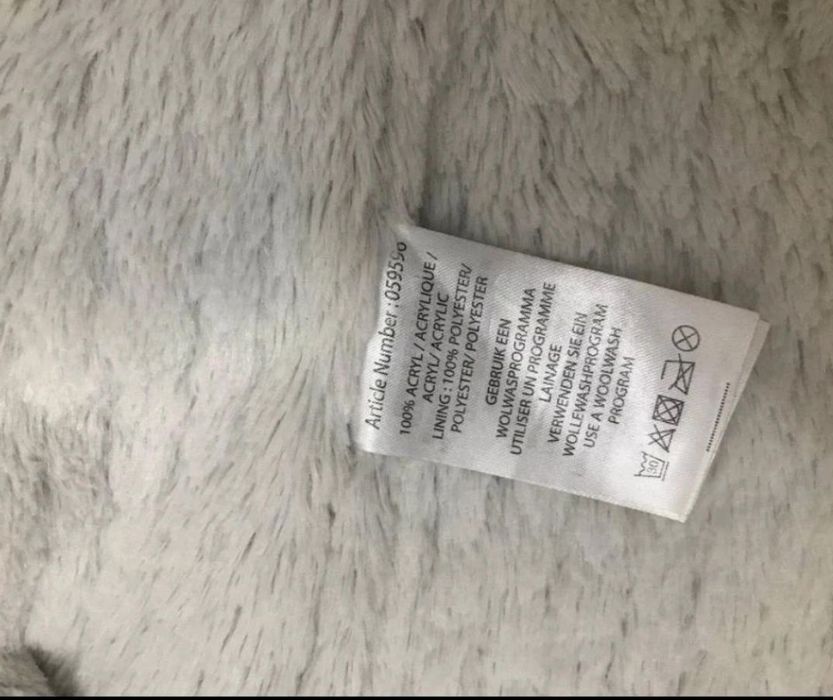 Article Number : 059590
100% ACRYL / ACRYLIQUE /
ACRYL/ ACRYLIC
LINING : 100% POLYESTER/
POLYESTER/ POLYESTER
GEBRUIK EEN
WOLWASPROGRAMMA
UTILISER UN PROGRAMME
LAINAGE
VERWENDEN SIE EIN
WOLLEWASHPROGRAM
USE A WOOLWASH
PROGRAM
30